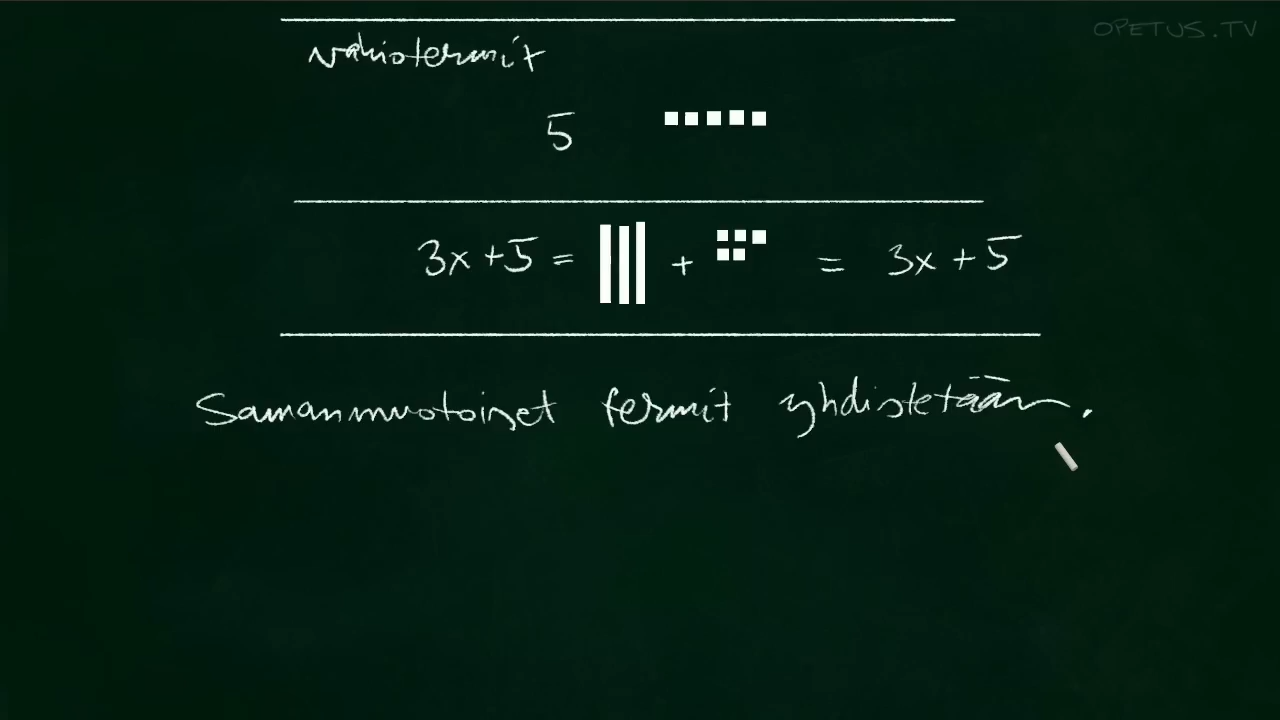 OPETUS.TV
vakiotermit
5
3x + 5 = + = 3x + 5
Samanmuotoiset termit yhdistetään.